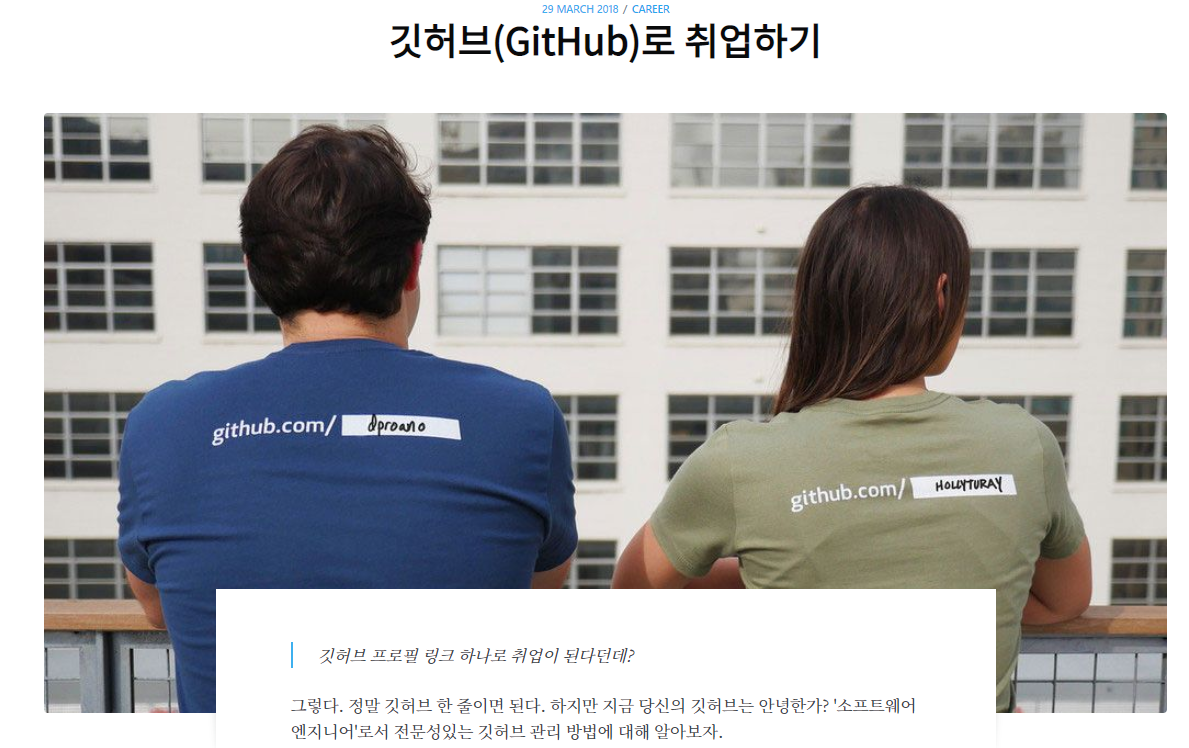 29 MARCH 2018 / CAREER
깃허브(GitHub)로 취업하기
github.com/ dproano
github.com/ HOLLYTURAY
깃허브 프로필 링크 하나로 취업이 된다던데?
그렇다. 정말 깃허브 한 줄이면 된다. 하지만 지금 당신의 깃허브는 안녕한가? '소프트웨어
엔지니어'로서 전문성있는 깃허브 관리 방법에 대해 알아보자.